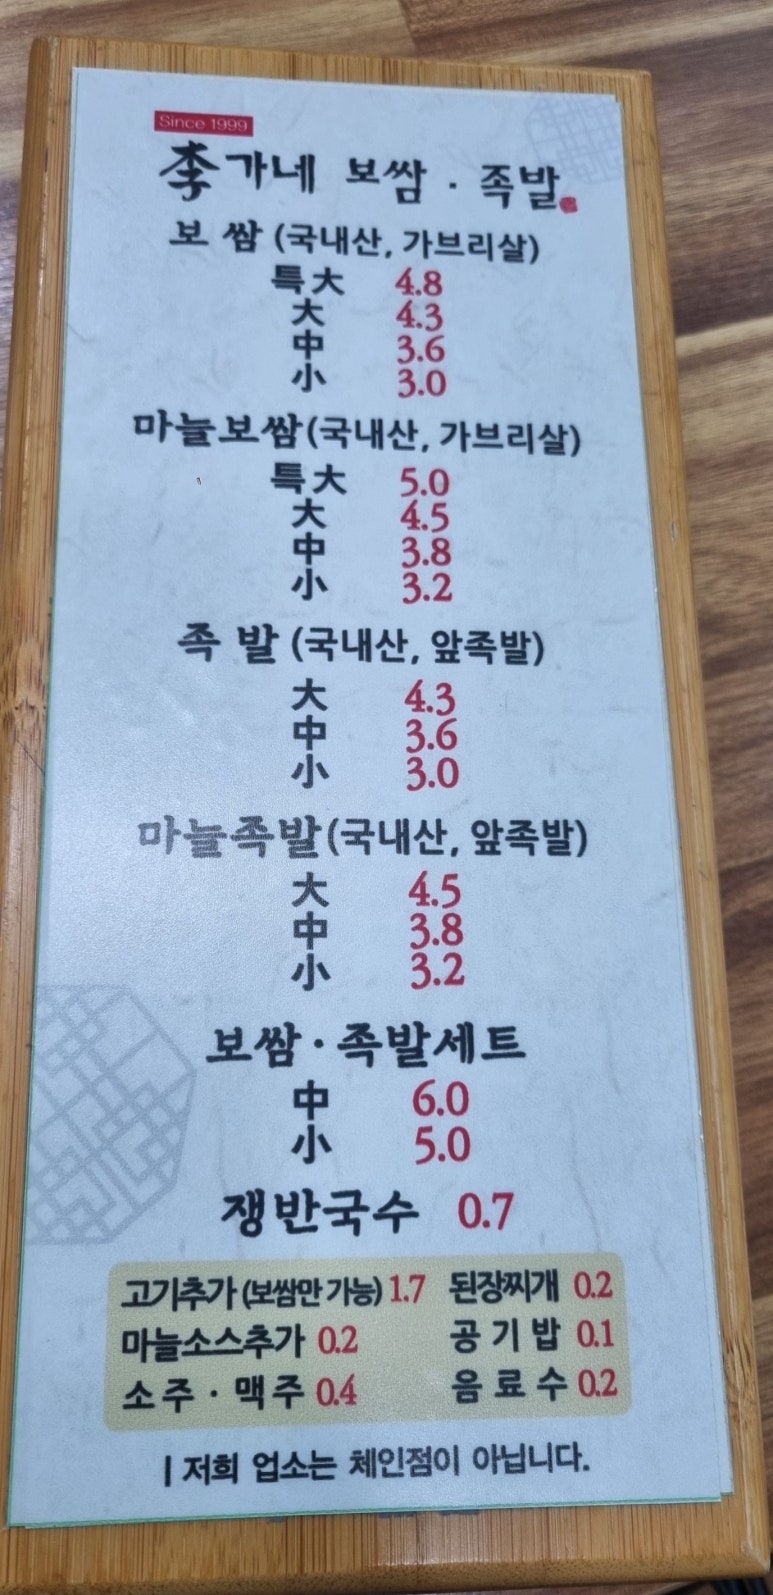 Since 1999
李가네 보쌈 · 족발
보 쌈 (국내산, 가브리살)
특大 4.8
大 4.3
中 3.6
小 3.0
마늘보쌈(국내산, 가브리살)
특大 5.0
大 4.5
中 3.8
小 3.2
족 발 (국내산, 앞족발)
大 4.3
中 3.6
小 3.0
마늘족발(국내산, 앞족발)
大 4.5
中 3.8
小 3.2
보쌈·족발세트
中 6.0
小 5.0
쟁반국수 0.7
고기추가 (보쌈만 가능) 1.7 된장찌개 0.2
마늘소스추가 0.2 공 기 밥 0.1
소주 · 맥주 0.4 음 료 수 0.2
| 저희 업소는 체인점이 아닙니다.